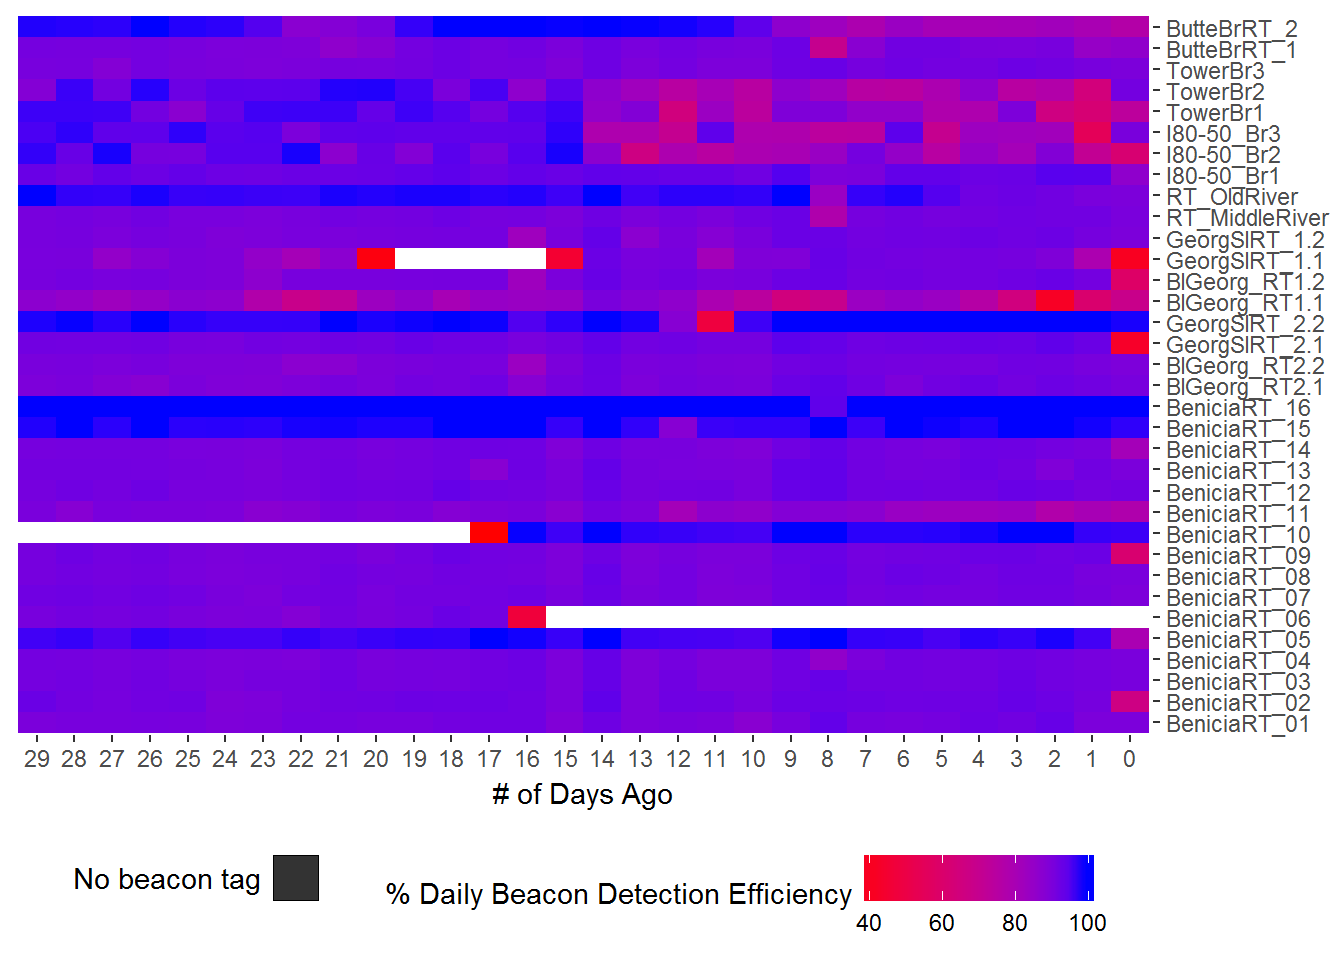 ButteBrRT_2
ButteBrRT_1
TowerBr3
TowerBr2
TowerBr1
I80-50_Br3
I80-50_Br2
I80-50_Br1
RT_OldRiver
RT_MiddleRiver
GeorgSlRT_1.2
GeorgSlRT_1.1
BlGeorg_RT1.2
BlGeorg_RT1.1
GeorgSlRT_2.2
GeorgSlRT_2.1
BlGeorg_RT2.2
BlGeorg_RT2.1
BeniciaRT_16
BeniciaRT_15
BeniciaRT_14
BeniciaRT_13
BeniciaRT_12
BeniciaRT_11
BeniciaRT_10
BeniciaRT_09
BeniciaRT_08
BeniciaRT_07
BeniciaRT_06
BeniciaRT_05
BeniciaRT_04
BeniciaRT_03
BeniciaRT_02
BeniciaRT_01
29 28 27 26 25 24 23 22 21 20 19 18 17 16 15 14 13 12 11 10 9 8 7 6 5 4 3 2 1 0
# of Days Ago
No beacon tag
% Daily Beacon Detection Efficiency
40 60 80 100